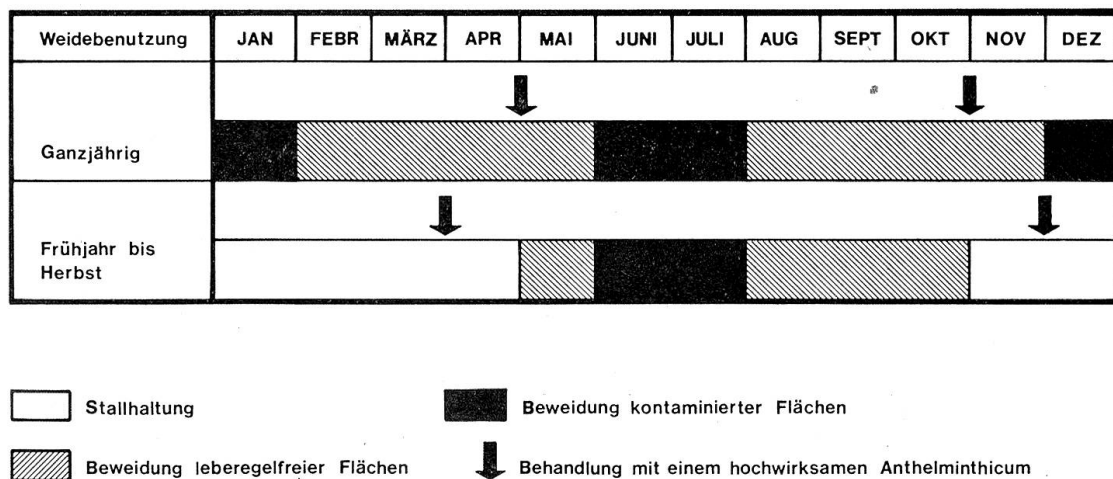 Weidebenutzung JAN FEBR MÄRZ APR MAI JUNI JULI AUG SEPT OKT NOV DEZ
Ganzjährig
Frühjahr bis
Herbst
Stallhaltung
Beweidung kontaminierter Flächen
Beweidung leberegelfreier Flächen
Behandlung mit einem hochwirksamen Anthelminthicum